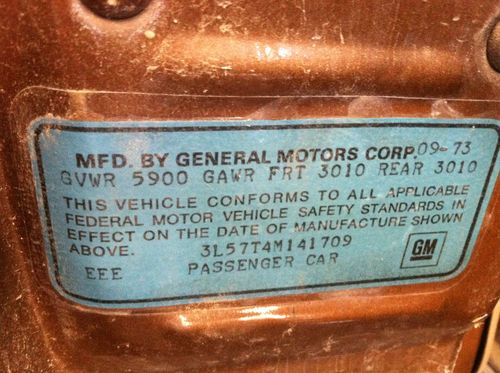 MFD. BY GENERAL MOTORS CORP. 09-73
GVWR 5900 GAWR FRT 3010 REAR 3010
THIS VEHICLE CONFORMS TO ALL APPLICABLE
FEDERAL MOTOR VEHICLE SAFETY STANDARDS IN
EFFECT ON THE DATE OF MANUFACTURE SHOWN
ABOVE. 3L57T4M141709
EEE PASSENGER CAR GM